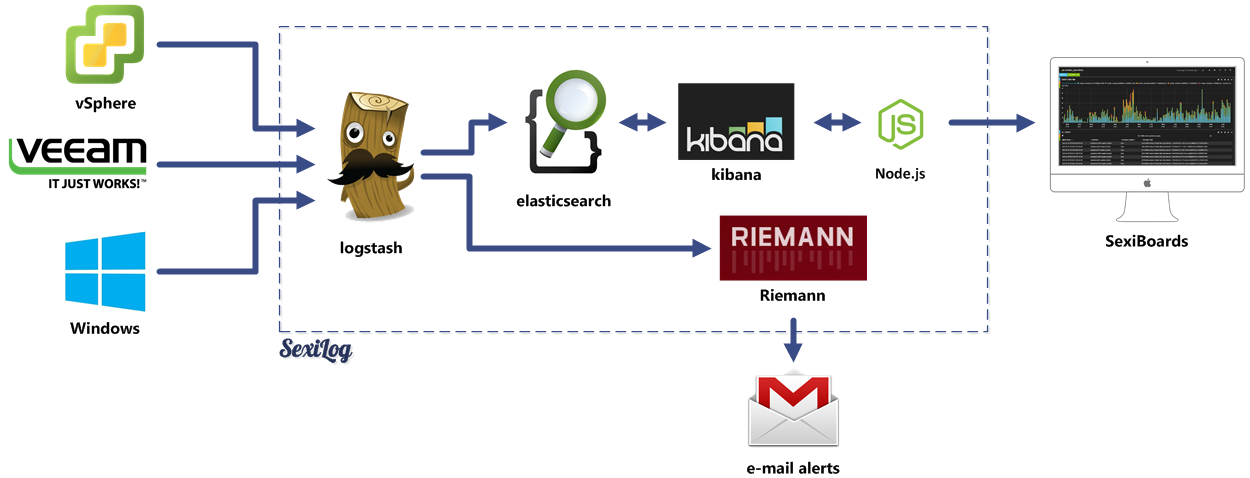 vSphere
veeAM
IT JUST WORKS!™
Windows
logstash
elasticsearch
kibana
kibana
JS
Node.js
RIEMANN
Riemann
SexiLog
e-mail alerts
SexiBoards